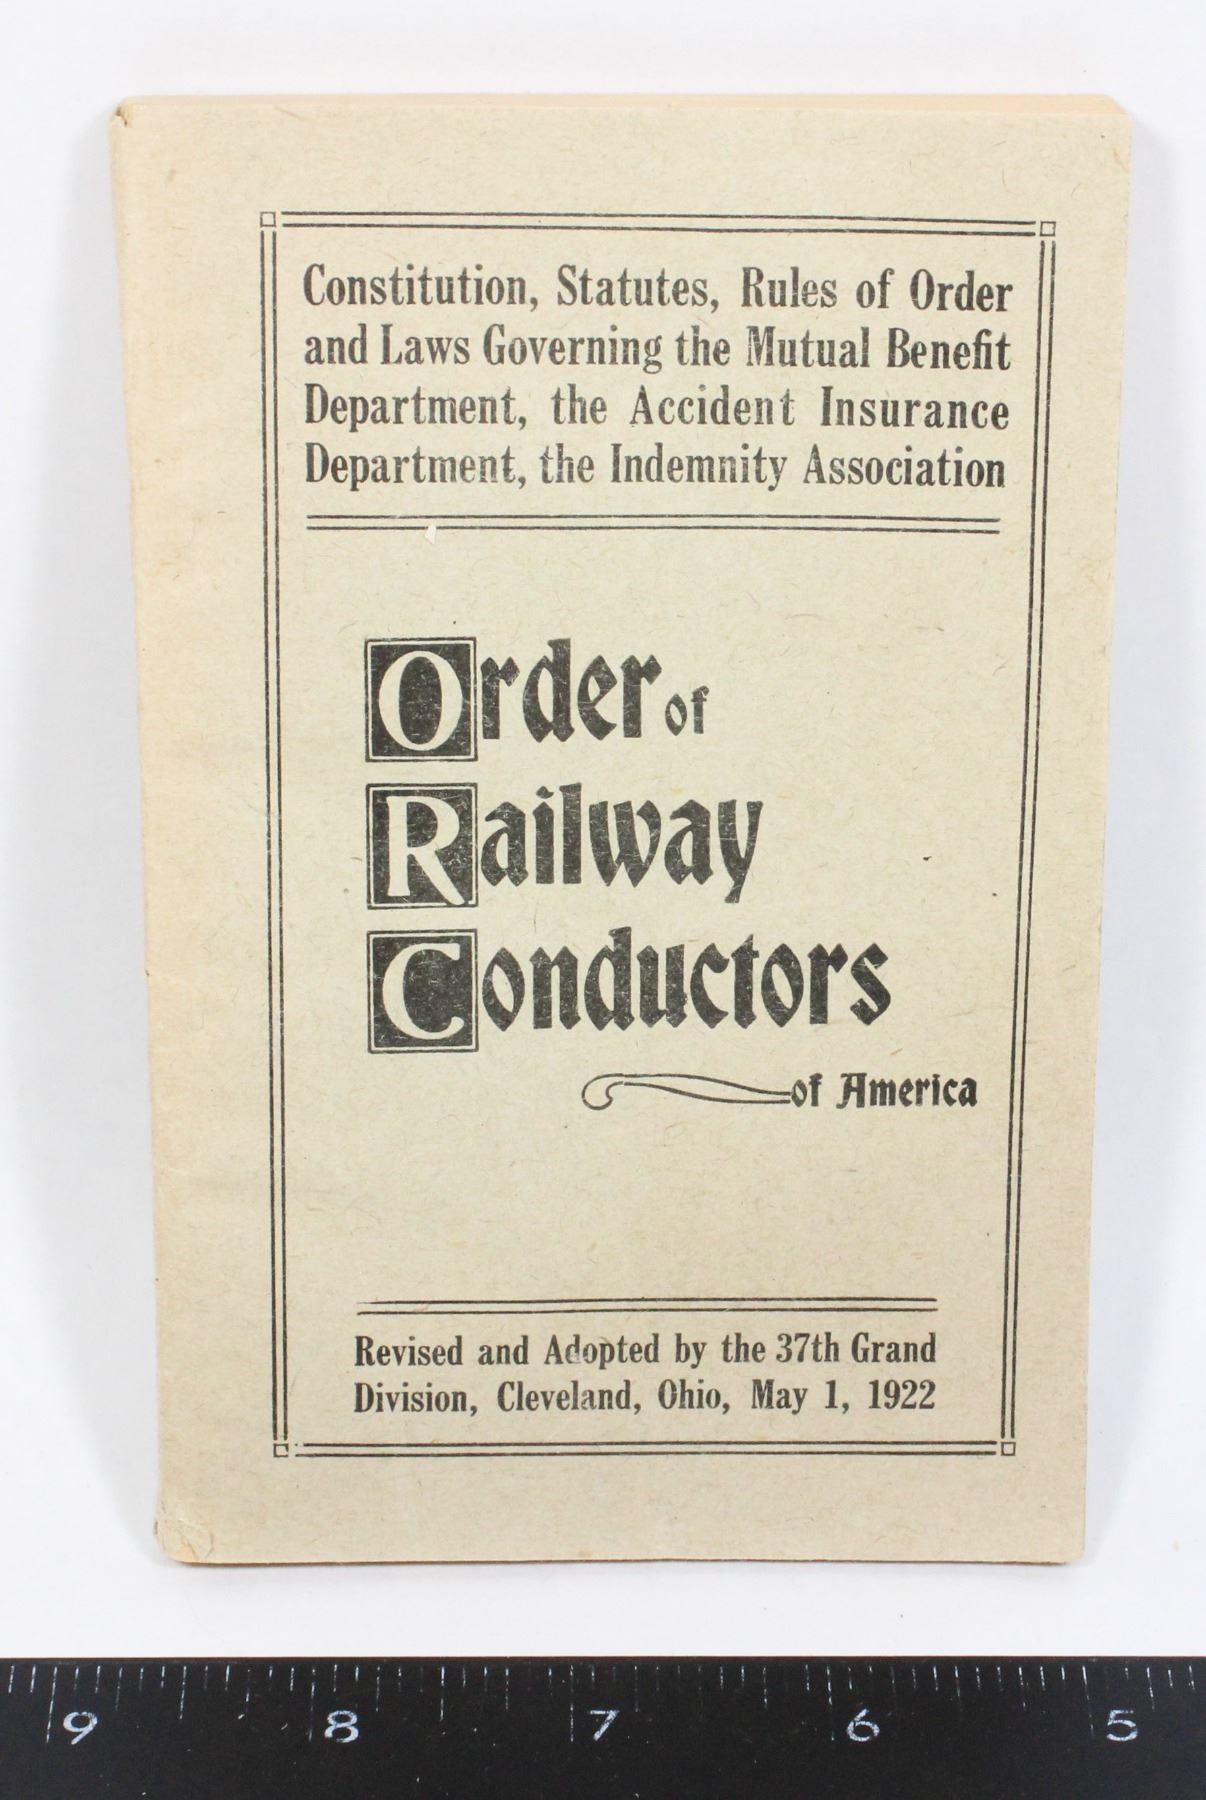 Constitution, Statutes, Rules of Order
and Laws Governing the Mutual Benefit
Department, the Accident Insurance
Department, the Indemnity Association
Order of
Railway
Conductors
of America
Revised and Adopted by the 37th Grand
Division, Cleveland, Ohio, May 1, 1922
9 8 7 6 5